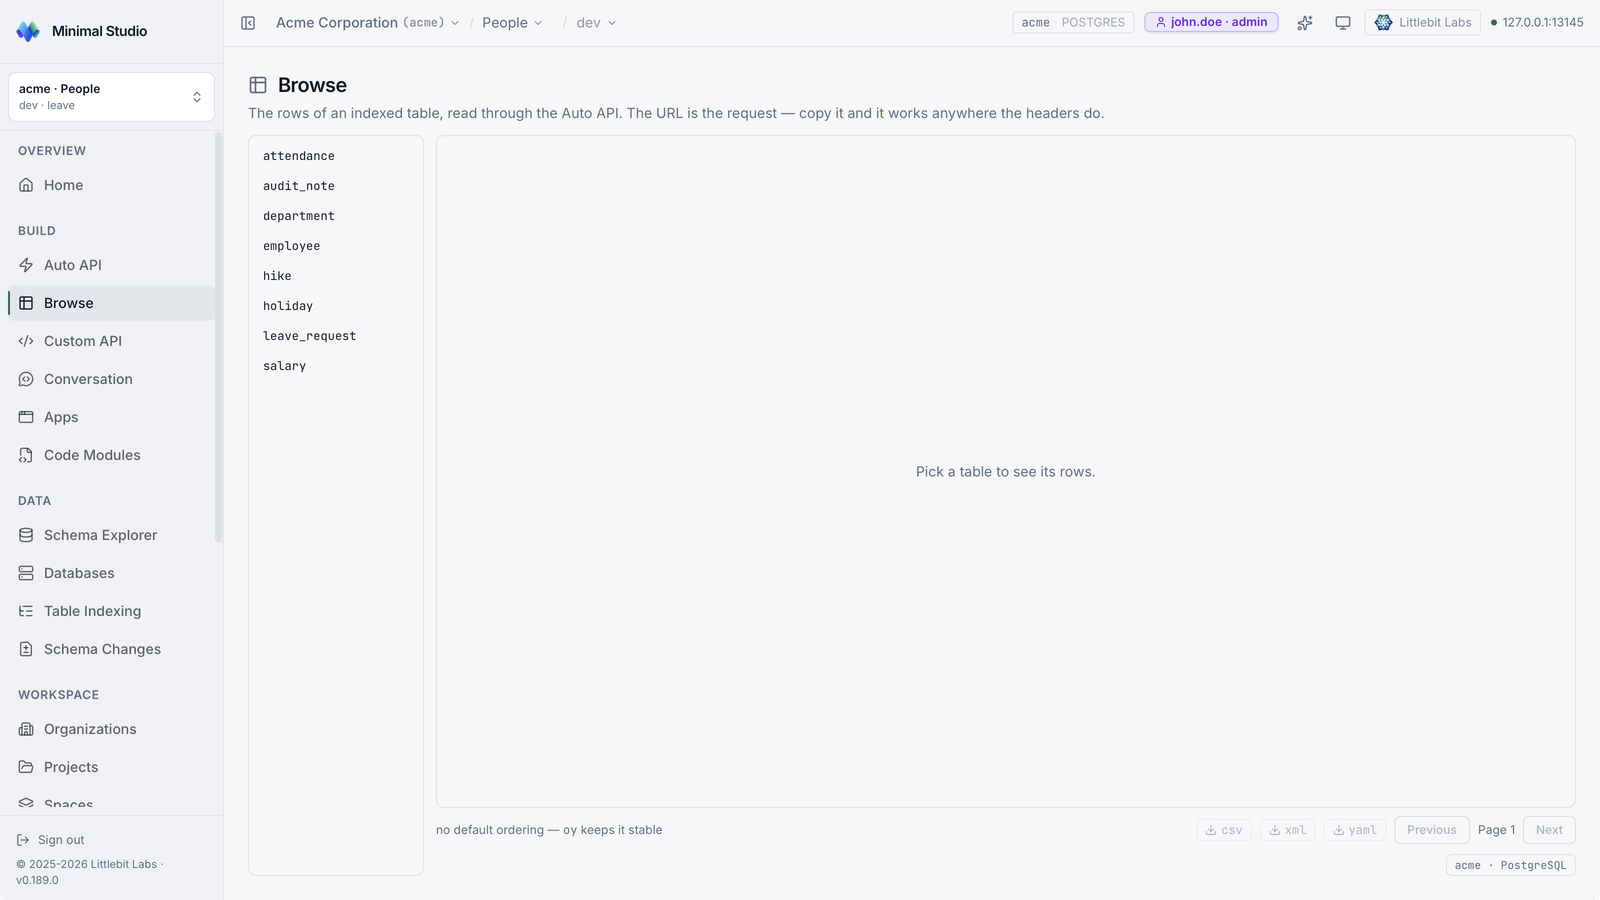 Minimal Studio
acme · People
dev · leave
OVERVIEW
Home
BUILD
Auto API
Browse
Custom API
Conversation
Apps
Code Modules
DATA
Schema Explorer
Databases
Table Indexing
Schema Changes
WORKSPACE
Organizations
Projects
Spaces
Sign out
© 2025-2026 Littlebit Labs ·
v0.189.0
Acme Corporation (acme) / People / dev
acme · POSTGRES
john.doe · admin
Littlebit Labs
127.0.0.1:13145
Browse
The rows of an indexed table, read through the Auto API. The URL is the request — copy it and it works anywhere the headers do.
attendance
audit_note
department
employee
hike
holiday
leave_request
salary
Pick a table to see its rows.
no default ordering — oy keeps it stable
csv
xml
yaml
Previous
Page 1
Next
acme · PostgreSQL